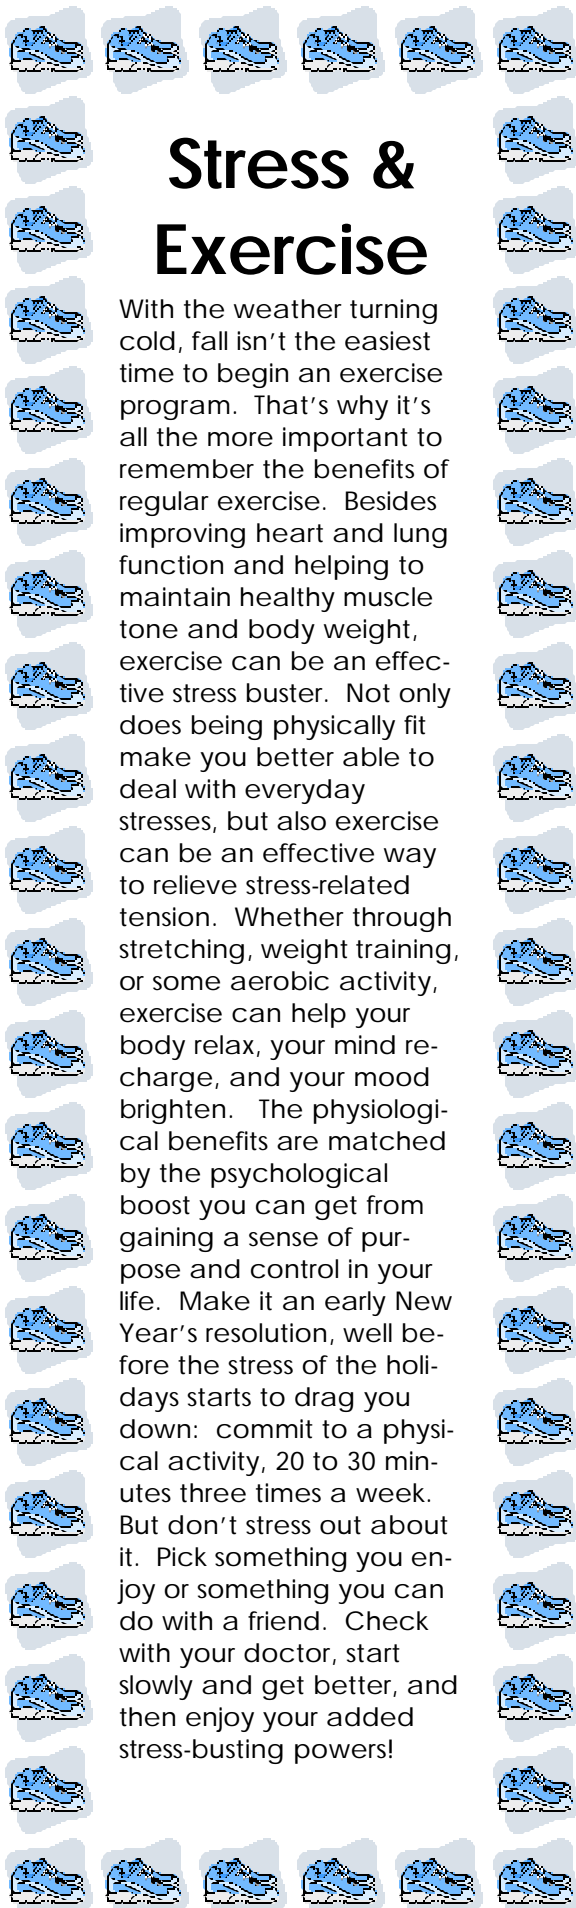 Stress &
Exercise
With the weather turning
cold, fall isn't the easiest
time to begin an exercise
program.  That's why it's
all the more important to
remember the benefits of
regular exercise.  Besides
improving heart and lung
function and helping to
maintain healthy muscle
tone and body weight,
exercise can be an effec-
tive stress buster.  Not only
does being physically fit
make you better able to
deal with everyday
stresses, but also exercise
can be an effective way
to relieve stress-related
tension.  Whether through
stretching, weight training,
or some aerobic activity,
exercise can help your
body relax, your mind re-
charge, and your mood
brighten.   The physiologi-
cal benefits are matched
by the psychological
boost you can get from
gaining a sense of pur-
pose and control in your
life.  Make it an early New
Year's resolution, well be-
fore the stress of the holi-
days starts to drag you
down:  commit to a physi-
cal activity, 20 to 30 min-
utes three times a week.
But don't stress out about
it.  Pick something you en-
joy or something you can
do with a friend.  Check
with your doctor, start
slowly and get better, and
then enjoy your added
stress-busting powers!